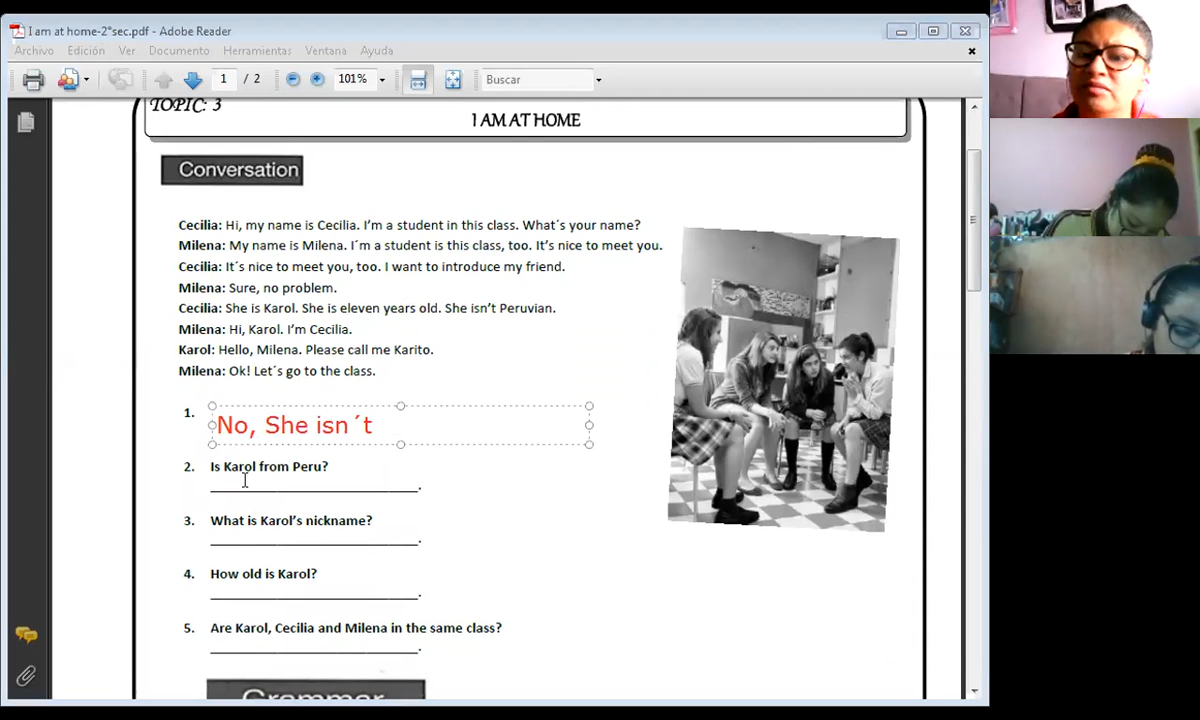 I am at home-2°sec.pdf - Adobe Reader
Archivo Edición Ver Documento Herramientas Ventana Ayuda
1 / 2 101% Buscar
TOPIC: 3
I AM AT HOME
Conversation
Cecilia: Hi, my name is Cecilia. I'm a student in this class. What´s your name?
Milena: My name is Milena. I´m a student is this class, too. It's nice to meet you.
Cecilia: It´s nice to meet you, too. I want to introduce my friend.
Milena: Sure, no problem.
Cecilia: She is Karol. She is eleven years old. She isn't Peruvian.
Milena: Hi, Karol. I'm Cecilia.
Karol: Hello, Milena. Please call me Karito.
Milena: Ok! Let´s go to the class.
1. No, She isn´t
2. Is Karol from Peru?
____________________.
3. What is Karol's nickname?
____________________.
4. How old is Karol?
____________________.
5. Are Karol, Cecilia and Milena in the same class?
____________________.
Grammar